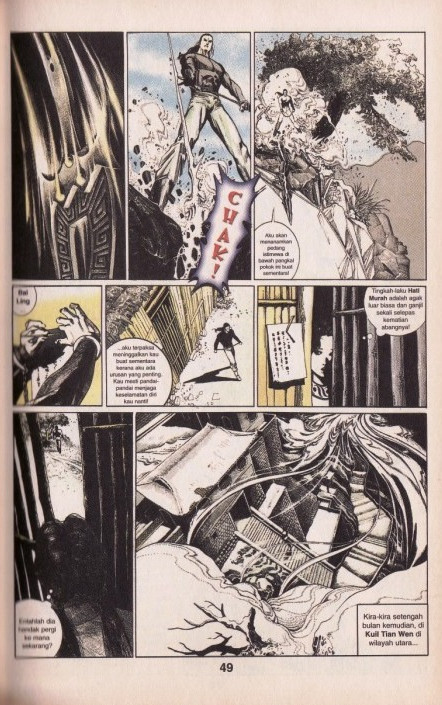 CHAK!
Aku akan
menanamkan
pedang
istimewa di
bawah pangkal
pokok ini buat
sementara!
Bai
Ling
...aku terpaksa
meninggalkan kau
buat sementara
kerana aku ada
urusan yang penting.
Kau mesti pandai-
pandai menjaga
keselamatan diri
kau nanti!
Tingkah-laku Hati
Murah adalah agak
luar biasa dan ganjil
sekali selepas
kematian
abangnya!
Entahlah dia
hendak pergi
ke mana
sekarang?
Kira-kira setengah
bulan kemudian, di
Kuil Tian Wen di
wilayah utara...
49